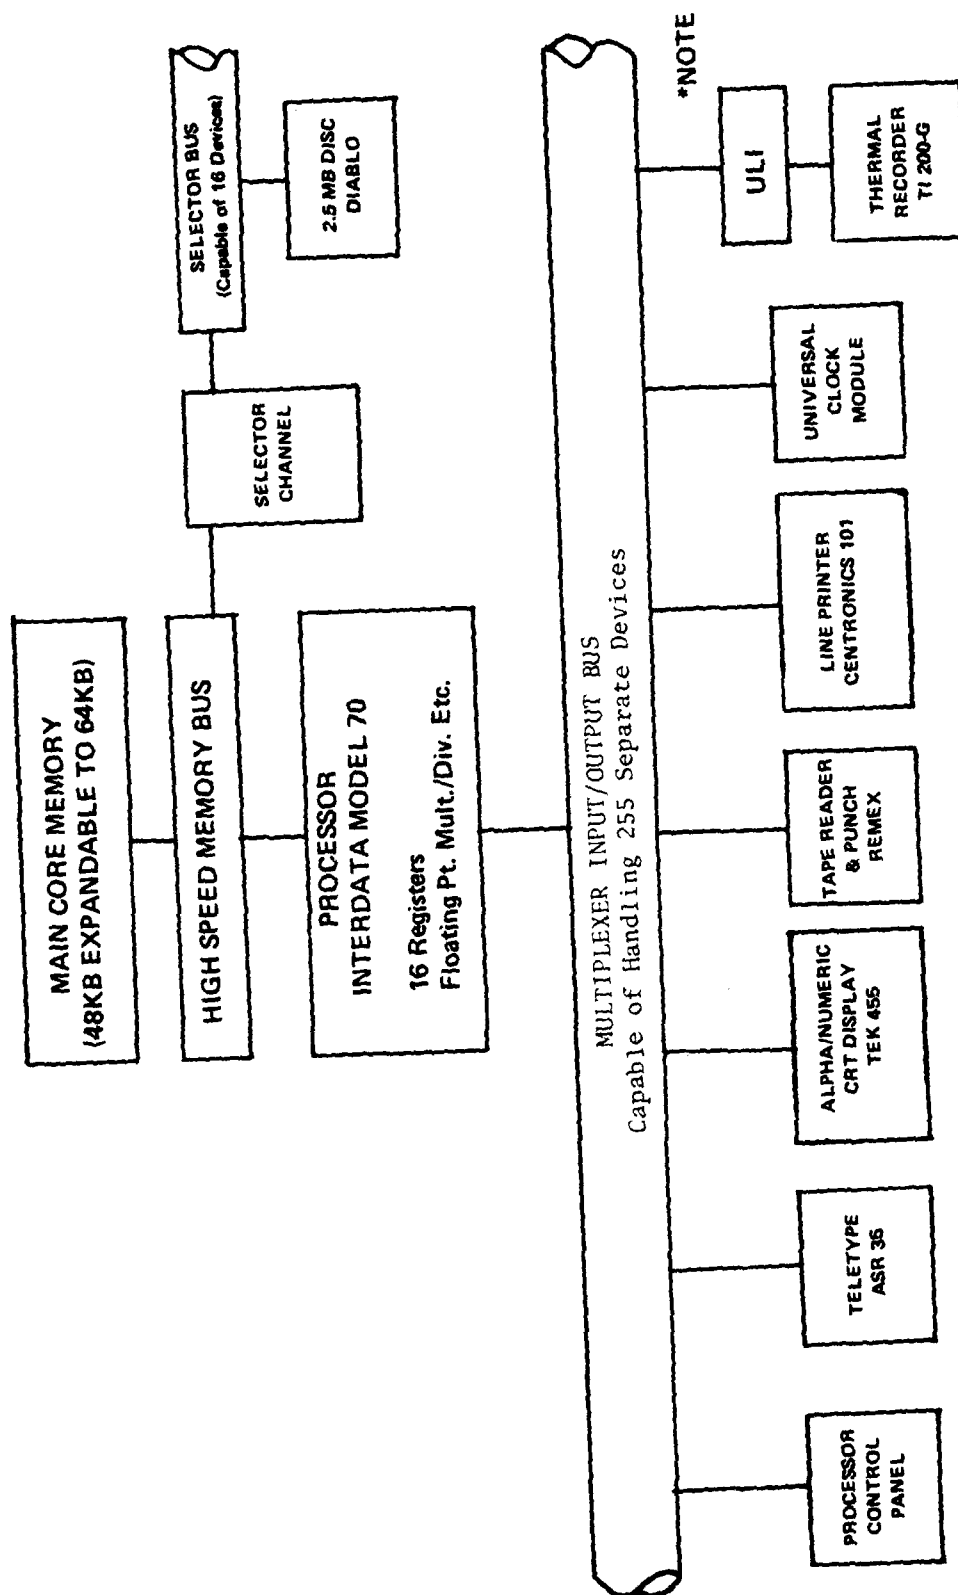 MAIN CORE MEMORY
(48KB EXPANDABLE TO 64KB)
HIGH SPEED MEMORY BUS
PROCESSOR
INTERDATA MODEL 70
16 Registers
Floating Pt. Mult./Div. Etc.
SELECTOR
CHANNEL
SELECTOR BUS
(Capable of 16 Devices)
2.5 MB DISC
DIABLO
MULTIPLEXER INPUT/OUTPUT BUS
Capable of Handling 255 Separate Devices
PROCESSOR
CONTROL
PANEL
TELETYPE
ASR 35
ALPHA/NUMERIC
CRT DISPLAY
TEK 455
TAPE READER
& PUNCH
REMEX
LINE PRINTER
CENTRONICS 101
UNIVERSAL
CLOCK
MODULE
*NOTE
ULI
THERMAL
RECORDER
TI 200-G